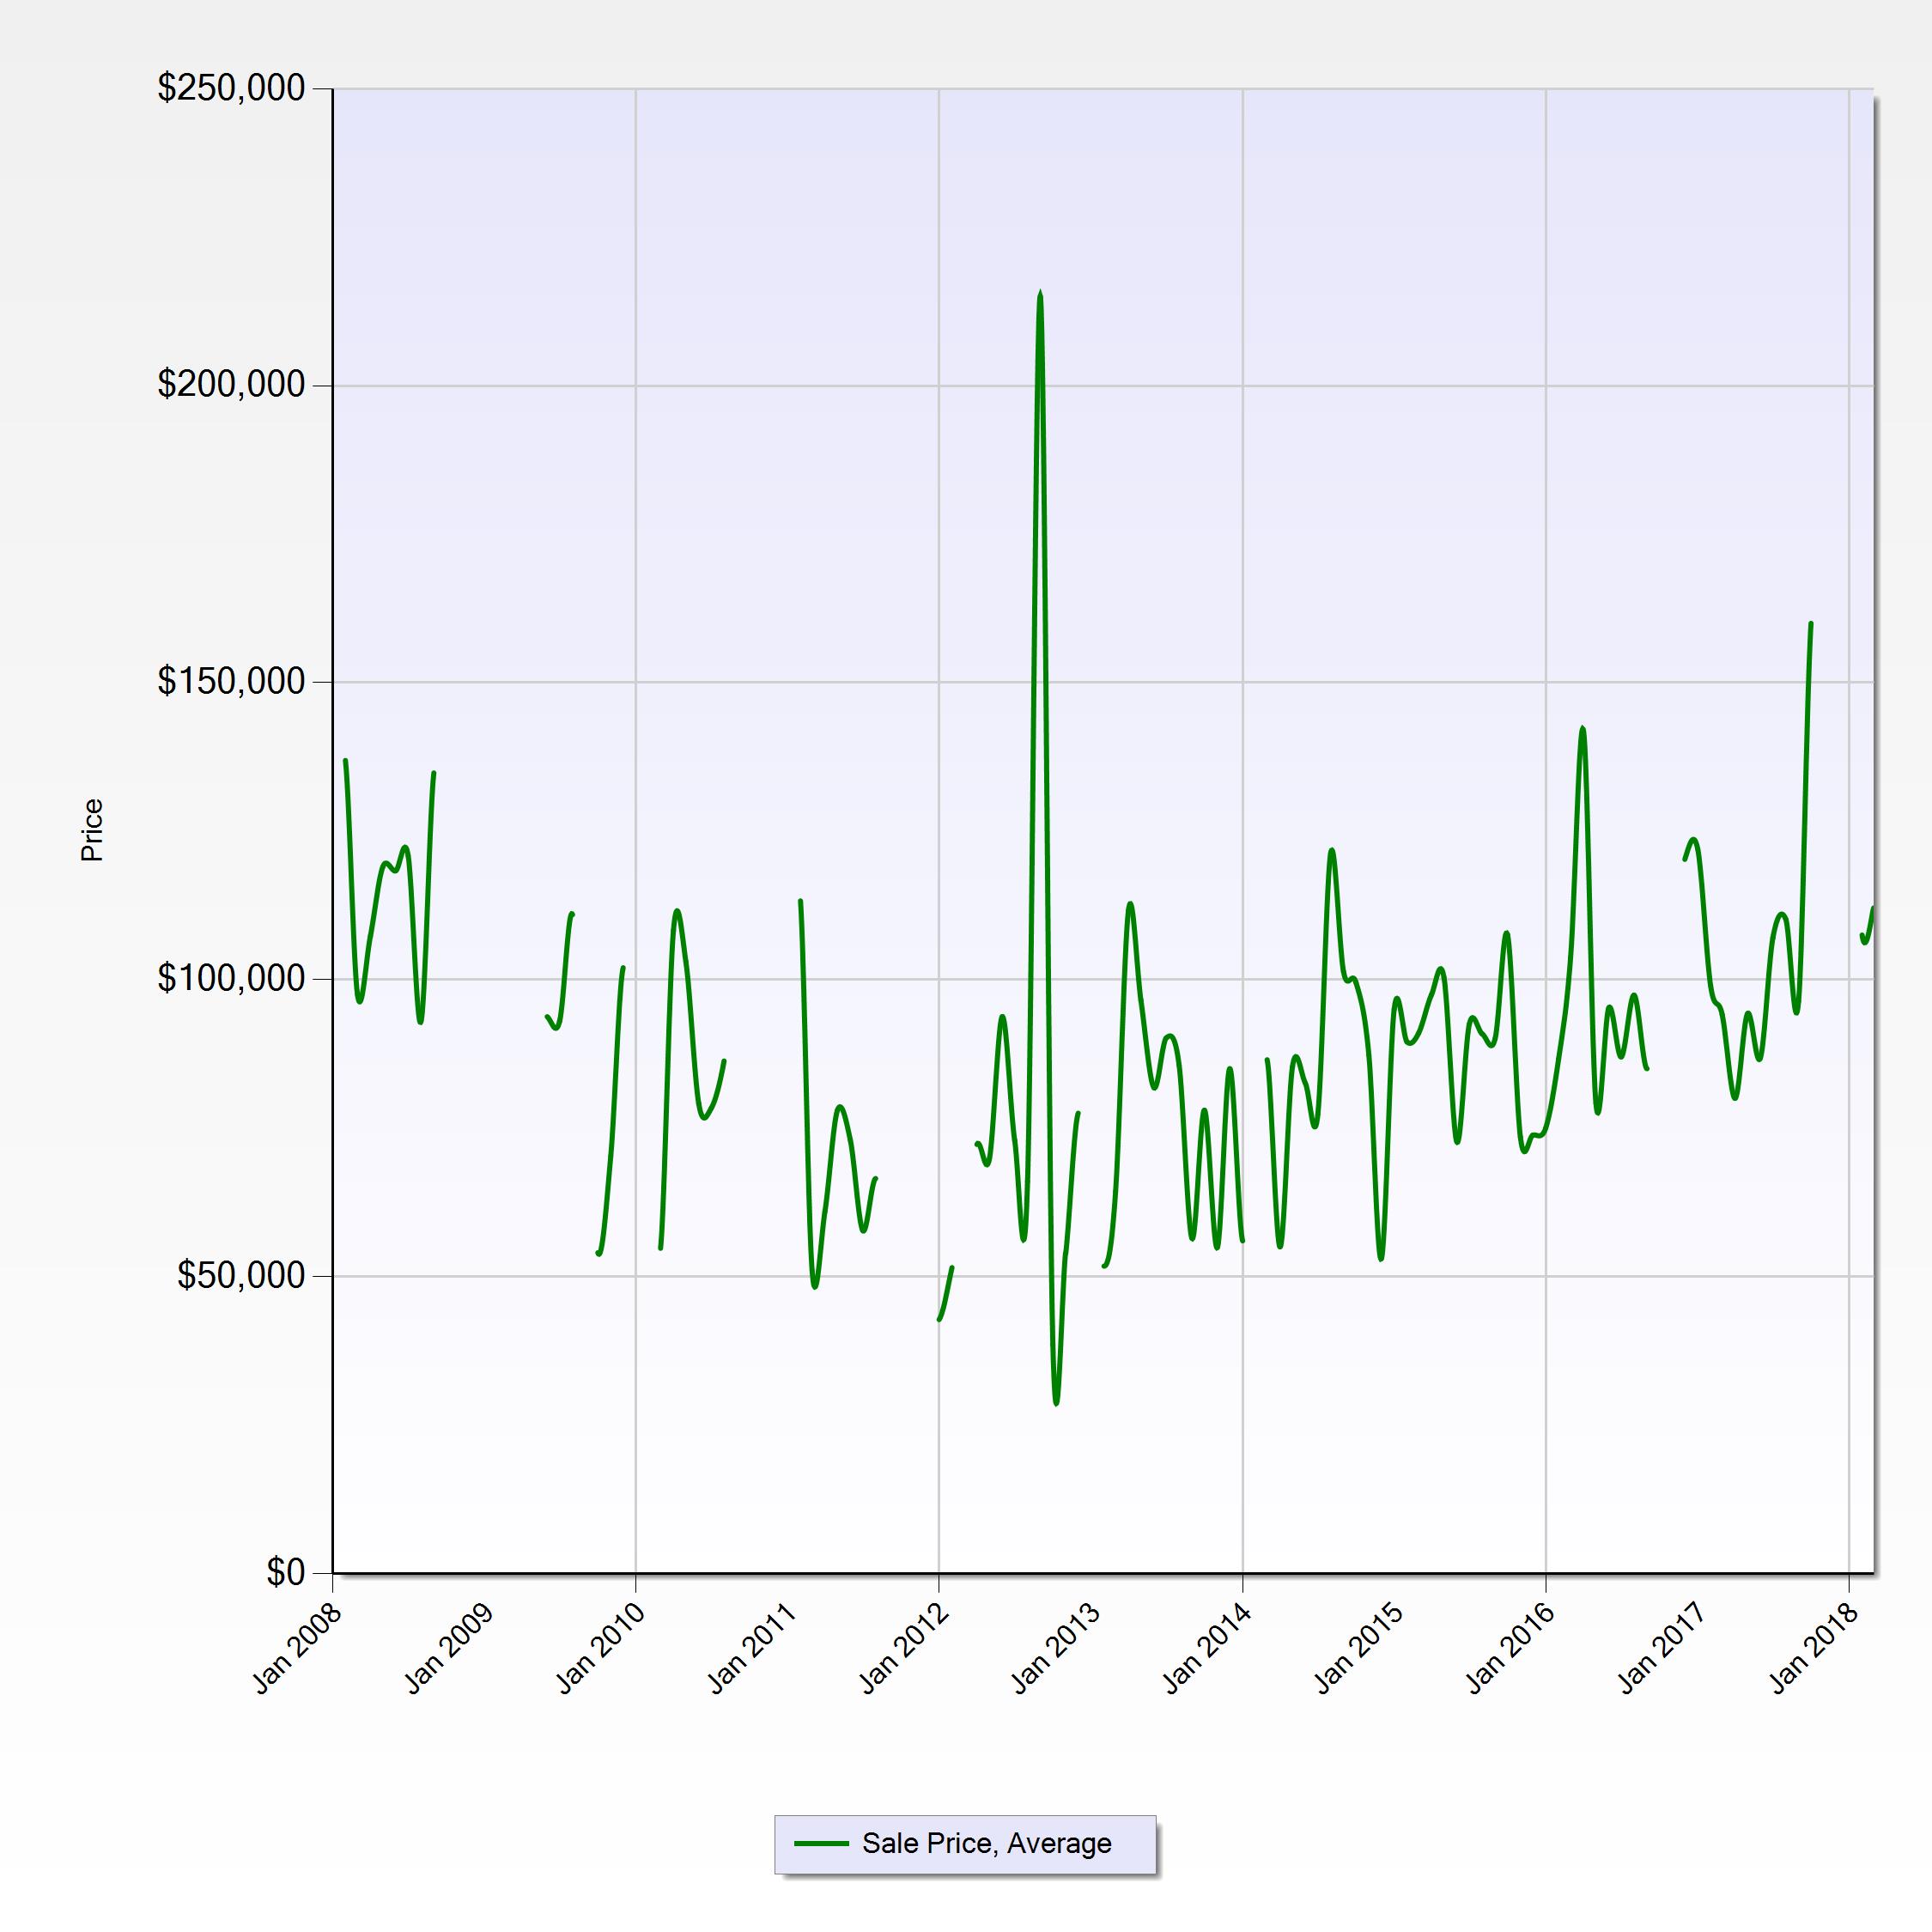 $250,000
$200,000
$150,000
$100,000
$50,000
$0
Price
Jan 2008
Jan 2009
Jan 2010
Jan 2011
Jan 2012
Jan 2013
Jan 2014
Jan 2015
Jan 2016
Jan 2017
Jan 2018
Sale Price, Average